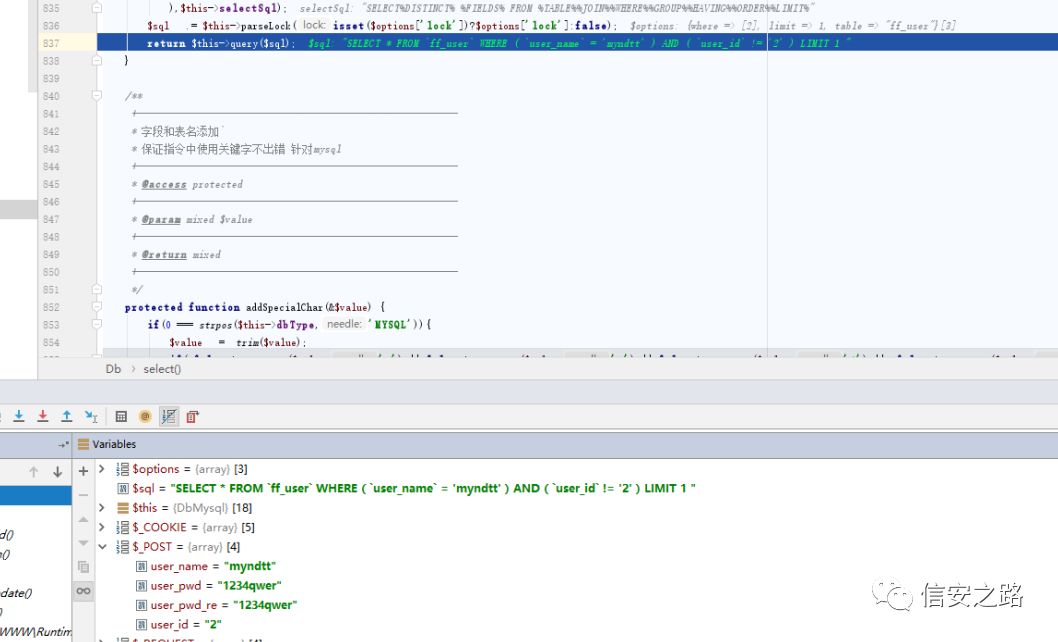 835 ),$this->selectSql); selectSql: "SELECT%DISTINCT% %FIELDS% FROM %TABLE%%JOIN%%WHERE%%GROUP%%HAVING%%ORDER%%LIMIT%"
836 $sql .= $this->parseLock( lock: isset($options['lock'])?$options['lock']:false); $options: {where => [2], limit => 1, table => "ff_user"}[3]
837 return $this->query($sql); $sql: "SELECT * FROM `ff_user` WHERE ( `user_name` = 'myndtt' ) AND ( `user_id` != '2' ) LIMIT 1 "
838 }
839
840 /**
841 +
842 * 字段和表名添加`
843 * 保证指令中使用关键字不出错 针对mysql
844 +
845 * @access protected
846 +
847 * @param mixed $value
848 +
849 * @return mixed
850 +
851 */
852 protected function addSpecialChar(&$value) {
853 if(0 === strpos($this->dbType, needle: 'MYSQL')){
854 $value = trim($value);
Db › select()
Variables
$options = {array} [3]
$sql = "SELECT * FROM `ff_user` WHERE ( `user_name` = 'myndtt' ) AND ( `user_id` != '2' ) LIMIT 1 "
$this = {DbMysql} [18]
$_COOKIE = {array} [5]
$_POST = {array} [4]
user_name = "myndtt"
user_pwd = "1234qwer"
user_pwd_re = "1234qwer"
user_id = "2"
date()
WWW\Runtim
信安之路